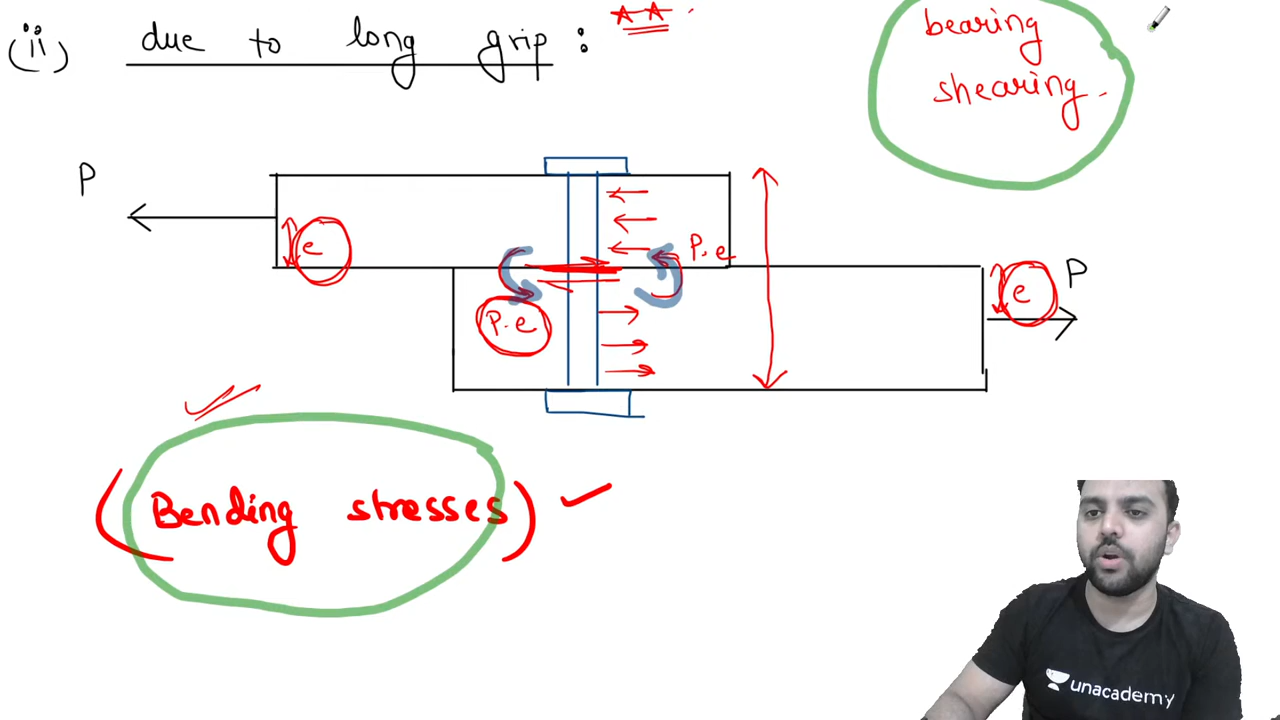 (ii) due to long grip :
bearing
shearing.
P
e
P.e
P.e
e
P
(Bending stresses)
unacademy